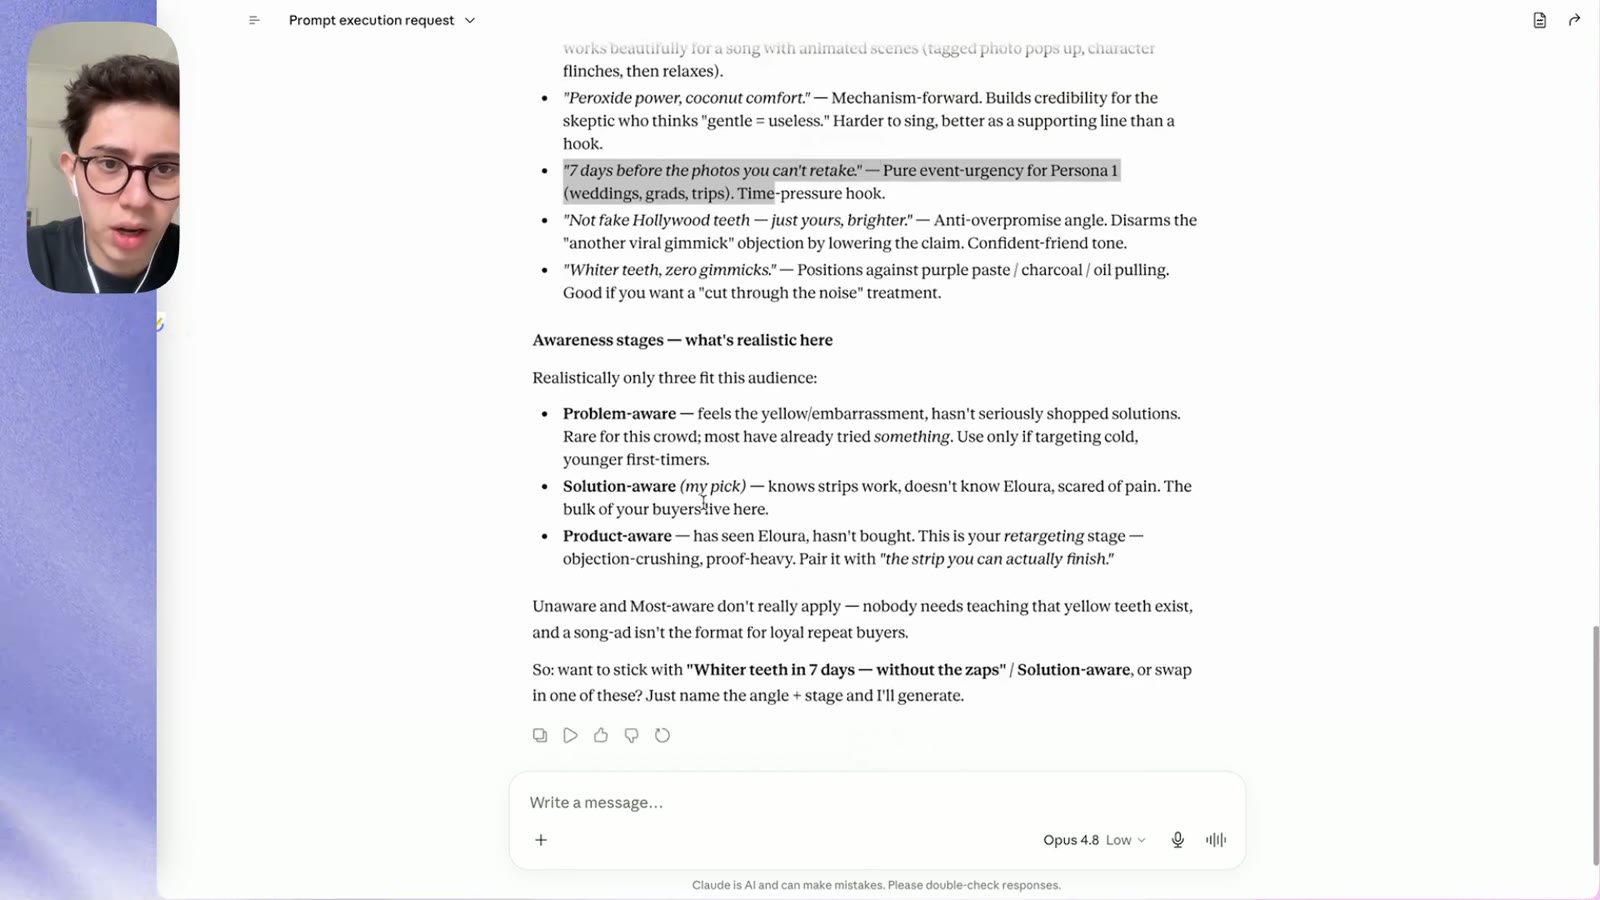 Prompt execution request
works beautifully for a song with animated scenes (tagged photo pops up, character
flinches, then relaxes).
"Peroxide power, coconut comfort." — Mechanism-forward. Builds credibility for the
skeptic who thinks "gentle = useless." Harder to sing, better as a supporting line than a
hook.
"7 days before the photos you can't retake." — Pure event-urgency for Persona 1
(weddings, grads, trips). Time-pressure hook.
"Not fake Hollywood teeth — just yours, brighter." — Anti-overpromise angle. Disarms the
"another viral gimmick" objection by lowering the claim. Confident-friend tone.
"Whiter teeth, zero gimmicks." — Positions against purple paste / charcoal / oil pulling.
Good if you want a "cut through the noise" treatment.
Awareness stages — what's realistic here
Realistically only three fit this audience:
Problem-aware — feels the yellow/embarrassment, hasn't seriously shopped solutions.
Rare for this crowd; most have already tried something. Use only if targeting cold,
younger first-timers.
Solution-aware (my pick) — knows strips work, doesn't know Eloura, scared of pain. The
bulk of your buyers live here.
Product-aware — has seen Eloura, hasn't bought. This is your retargeting stage —
objection-crushing, proof-heavy. Pair it with "the strip you can actually finish."
Unaware and Most-aware don't really apply — nobody needs teaching that yellow teeth exist,
and a song-ad isn't the format for loyal repeat buyers.
So: want to stick with "Whiter teeth in 7 days — without the zaps" / Solution-aware, or swap
in one of these? Just name the angle + stage and I'll generate.
Write a message…
Opus 4.8 Low
Claude is AI and can make mistakes. Please double-check responses.